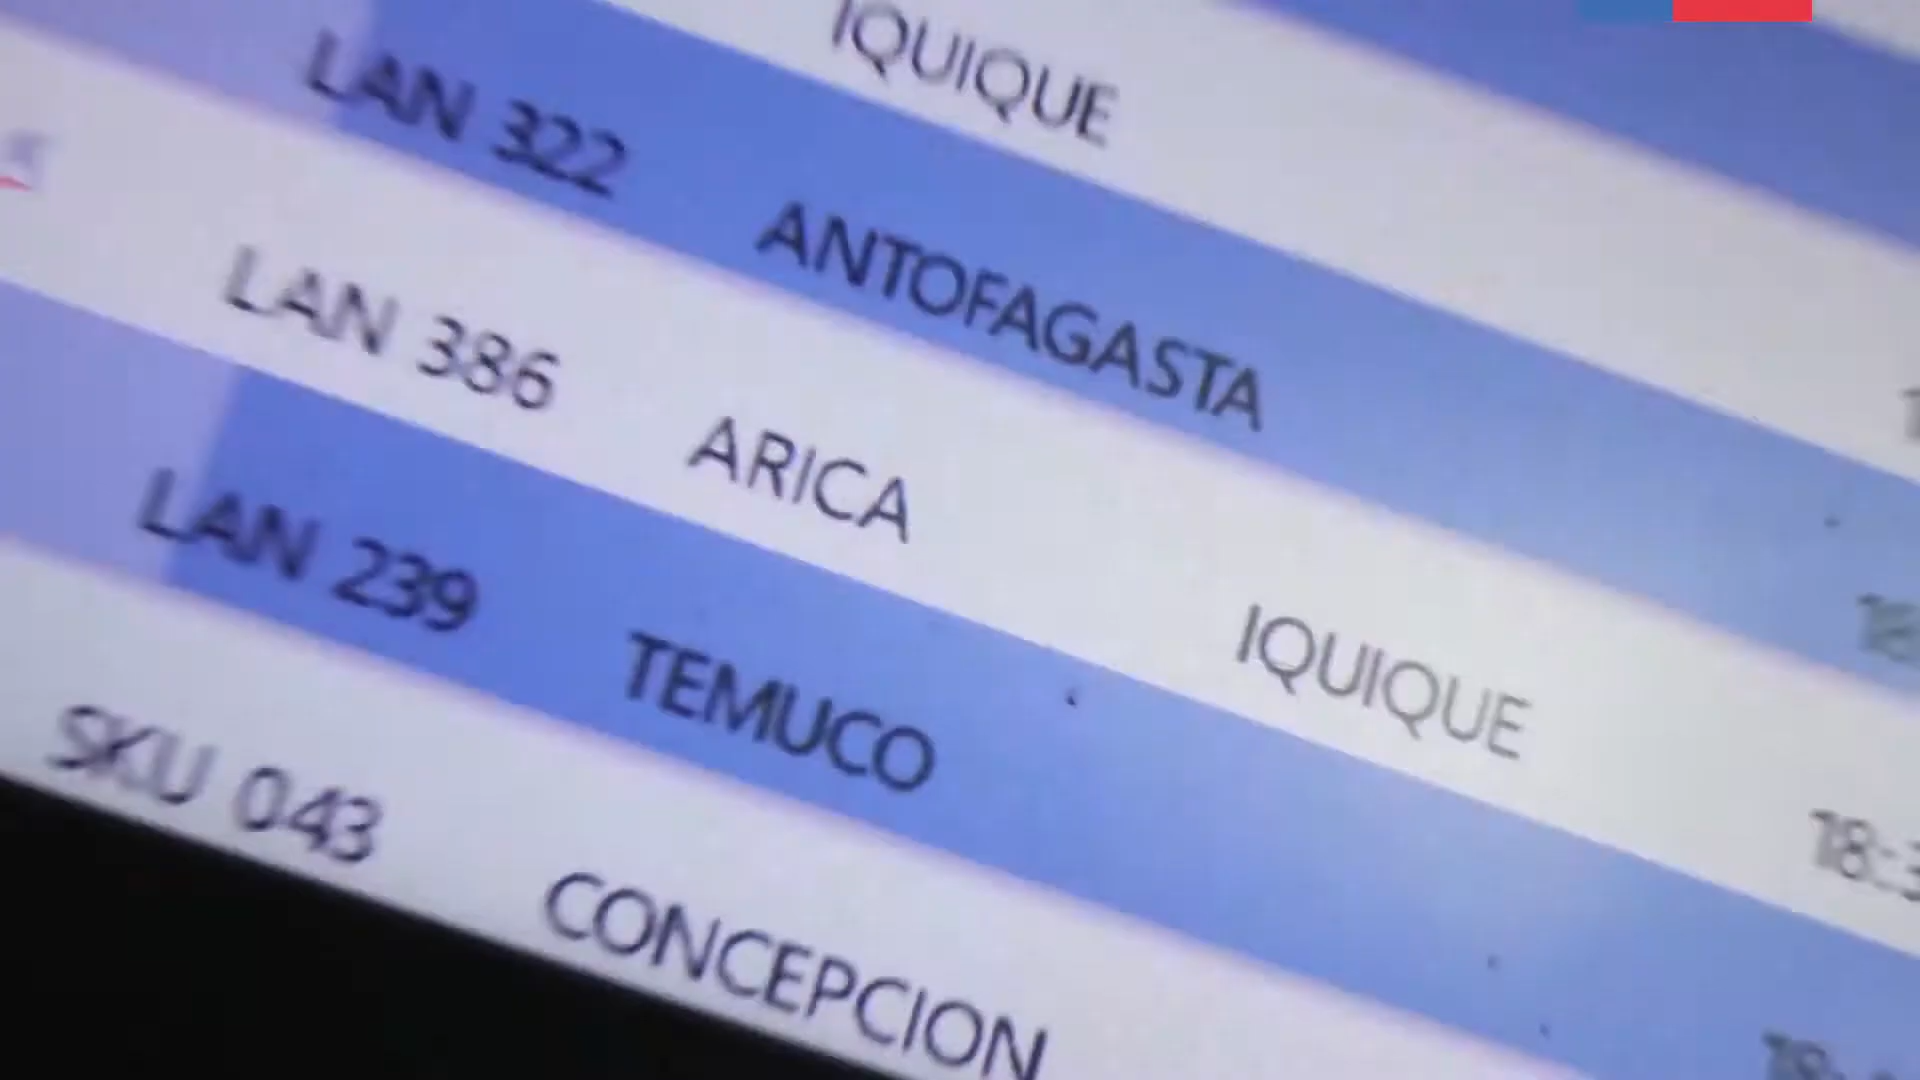 IQUIQUE
LAN 322 ANTOFAGASTA
LAN 386 ARICA IQUIQUE
LAN 239 TEMUCO
SKU 043 CONCEPCION